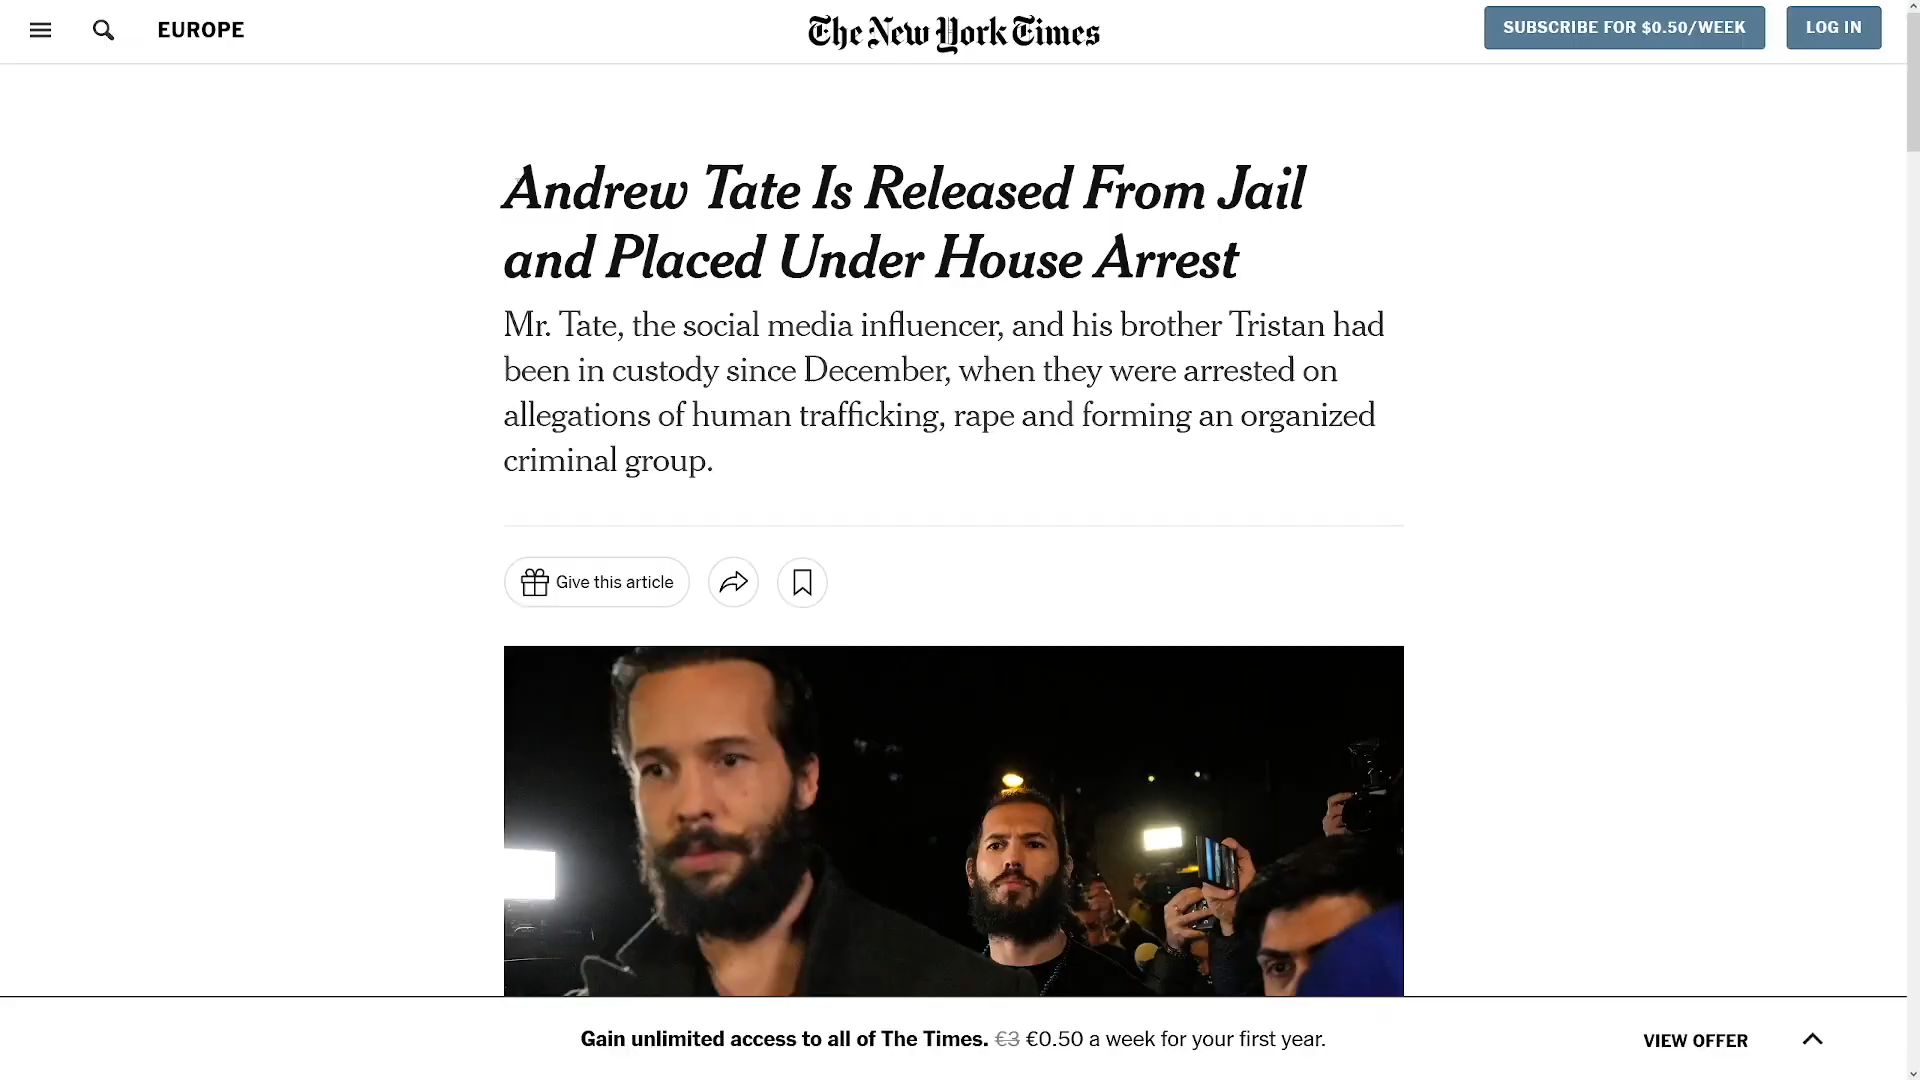 EUROPE
The New York Times
SUBSCRIBE FOR $0.50/WEEK
LOG IN
Andrew Tate Is Released From Jail
and Placed Under House Arrest
Mr. Tate, the social media influencer, and his brother Tristan had
been in custody since December, when they were arrested on
allegations of human trafficking, rape and forming an organized
criminal group.
Give this article
Gain unlimited access to all of The Times. €3 €0.50 a week for your first year.
VIEW OFFER